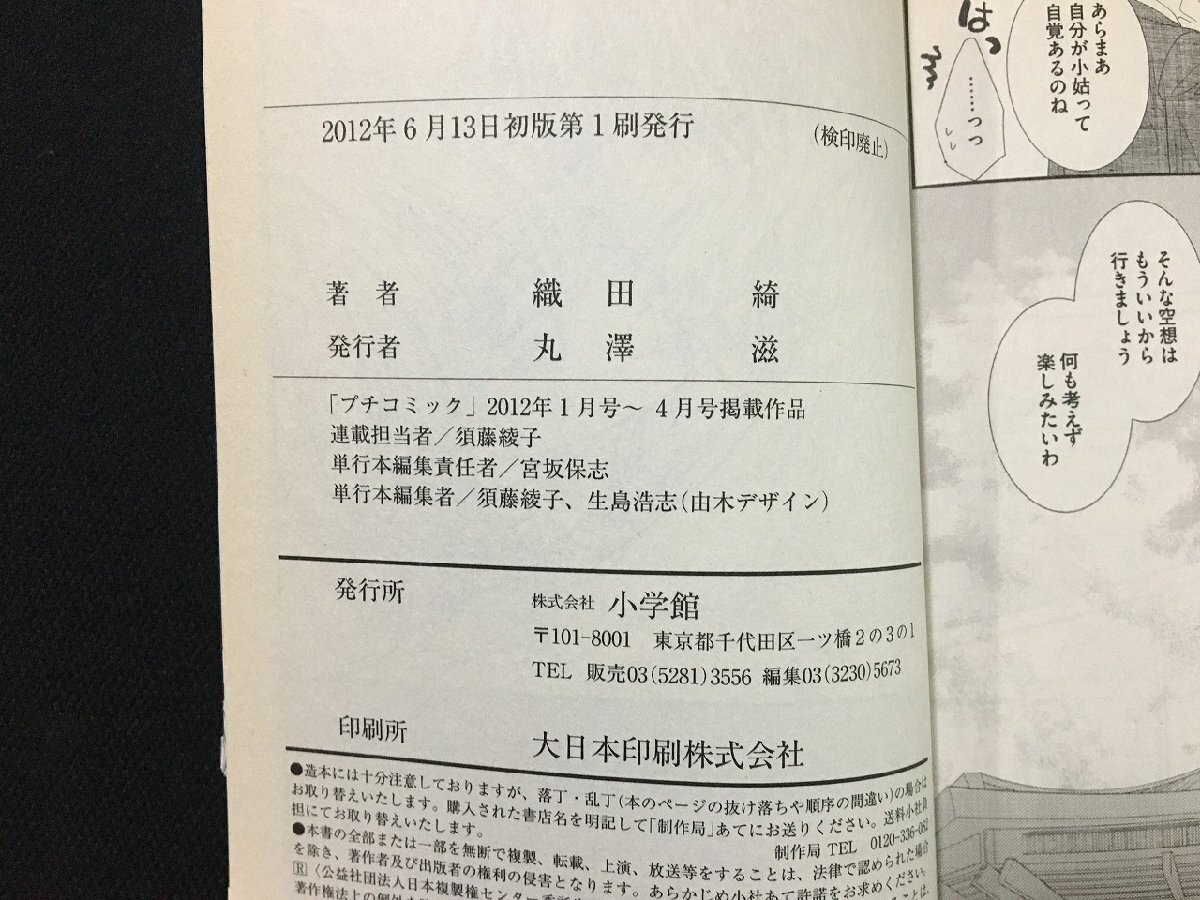 2012年6月13日初版第1刷発行
(検印廃止)
著者 織田 綺
発行者 丸澤 滋
「プチコミック」2012年1月号～4月号掲載作品
連載担当者／須藤綾子
単行本編集責任者／宮坂保志
単行本編集者／須藤綾子、生島浩志(由木デザイン)
発行所
株式会社 小学館
〒101-8001 東京都千代田区一ツ橋2の3の1
TEL 販売03(5281)3556 編集03(3230)5673
印刷所 大日本印刷株式会社
●造本には十分注意しておりますが、落丁・乱丁(本のページの抜け落ちや順序の間違い)の場合は
お取り替えいたします。購入された書店名を明記して「制作局」あてにお送りください。送料小社負
担にてお取り替えいたします。
制作局 TEL 0120-336-082
●本書の全部または一部を無断で複製、転載、上演、放送等をすることは、法律で認められた場合
を除き、著作者及び出版者の権利の侵害となります。あらかじめ小社あて許諾をお求めください。
Ⓡ〈公益社団法人日本複製権センター
あらまあ
自分が小姑って
自覚あるのね
はっ
……っっ
そんな空想は
もういいから
行きましょう
何も考えず
楽しみたいわ